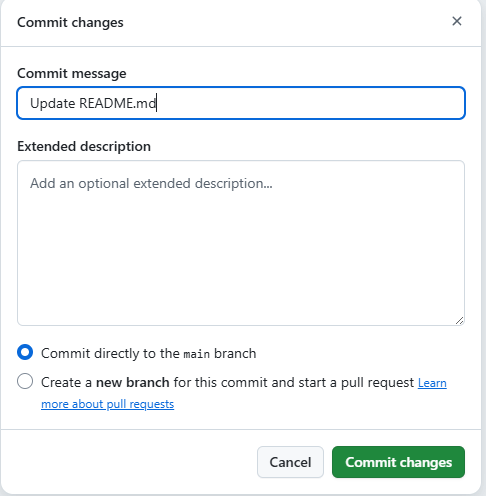 Commit changes
Commit message
Update README.md
Extended description
Add an optional extended description...
Commit directly to the main branch
Create a new branch for this commit and start a pull request Learn
more about pull requests
Cancel
Commit changes